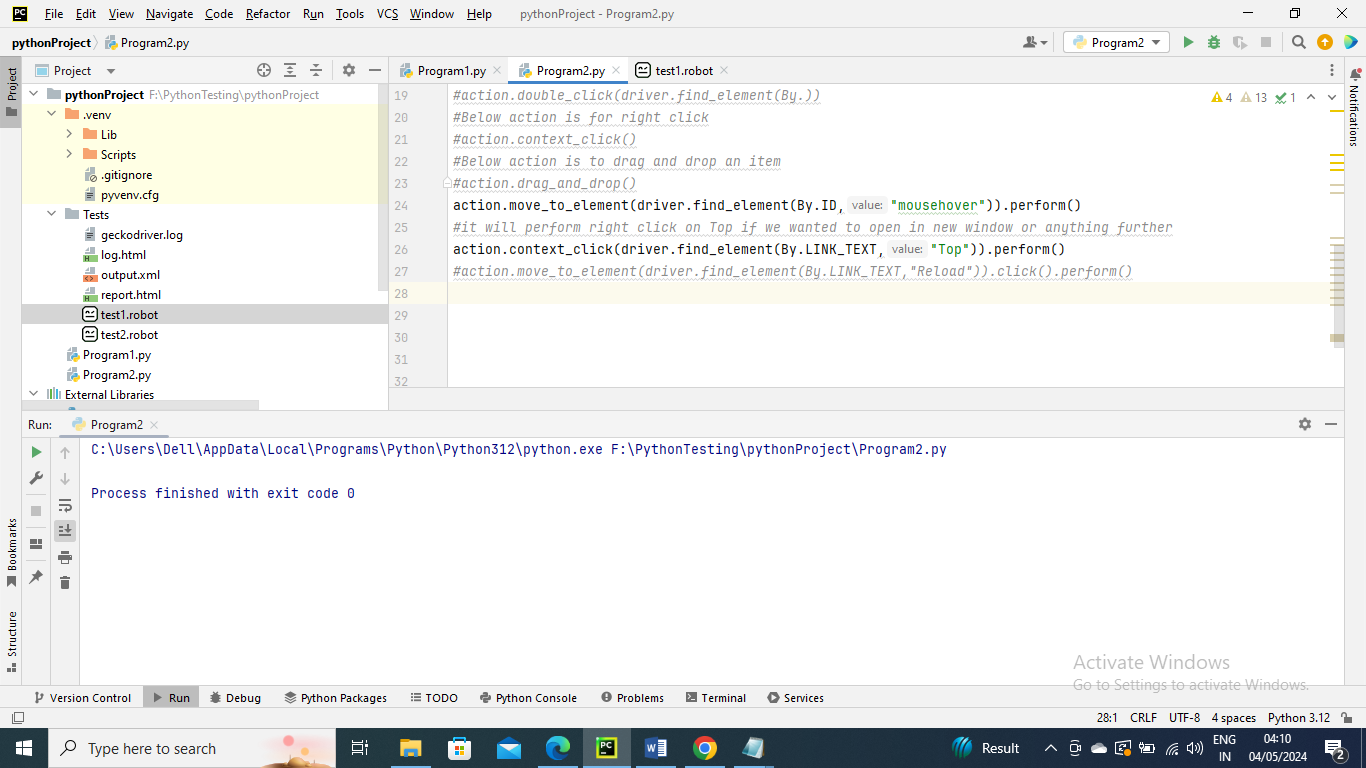 PC File Edit View Navigate Code Refactor Run Tools VCS Window Help pythonProject - Program2.py
pythonProject Program2.py Program2
Project
Project
Program1.py Program2.py test1.robot
Notifications
pythonProject F:\PythonTesting\pythonProject
.venv
Lib
Scripts
.gitignore
pyvenv.cfg
Tests
geckodriver.log
log.html
output.xml
report.html
test1.robot
test2.robot
Program1.py
Program2.py
External Libraries
4 13 1
19 #action.double_click(driver.find_element(By.))
20 #Below action is for right click
21 #action.context_click()
22 #Below action is to drag and drop an item
23 #action.drag_and_drop()
24 action.move_to_element(driver.find_element(By.ID, value: "mousehover")).perform()
25 #it will perform right click on Top if we wanted to open in new window or anything further
26 action.context_click(driver.find_element(By.LINK_TEXT, value: "Top")).perform()
27 #action.move_to_element(driver.find_element(By.LINK_TEXT,"Reload")).click().perform()
28
29
30
31
32
Run: Program2
C:\Users\Dell\AppData\Local\Programs\Python\Python312\python.exe F:\PythonTesting\pythonProject\Program2.py
Process finished with exit code 0
Bookmarks
Structure
Activate Windows
Go to Settings to activate Windows.
Version Control Run Debug Python Packages TODO Python Console Problems Terminal Services
28:1 CRLF UTF-8 4 spaces Python 3.12
Type here to search
PC
Result
ENG
IN
04:10
04/05/2024
2